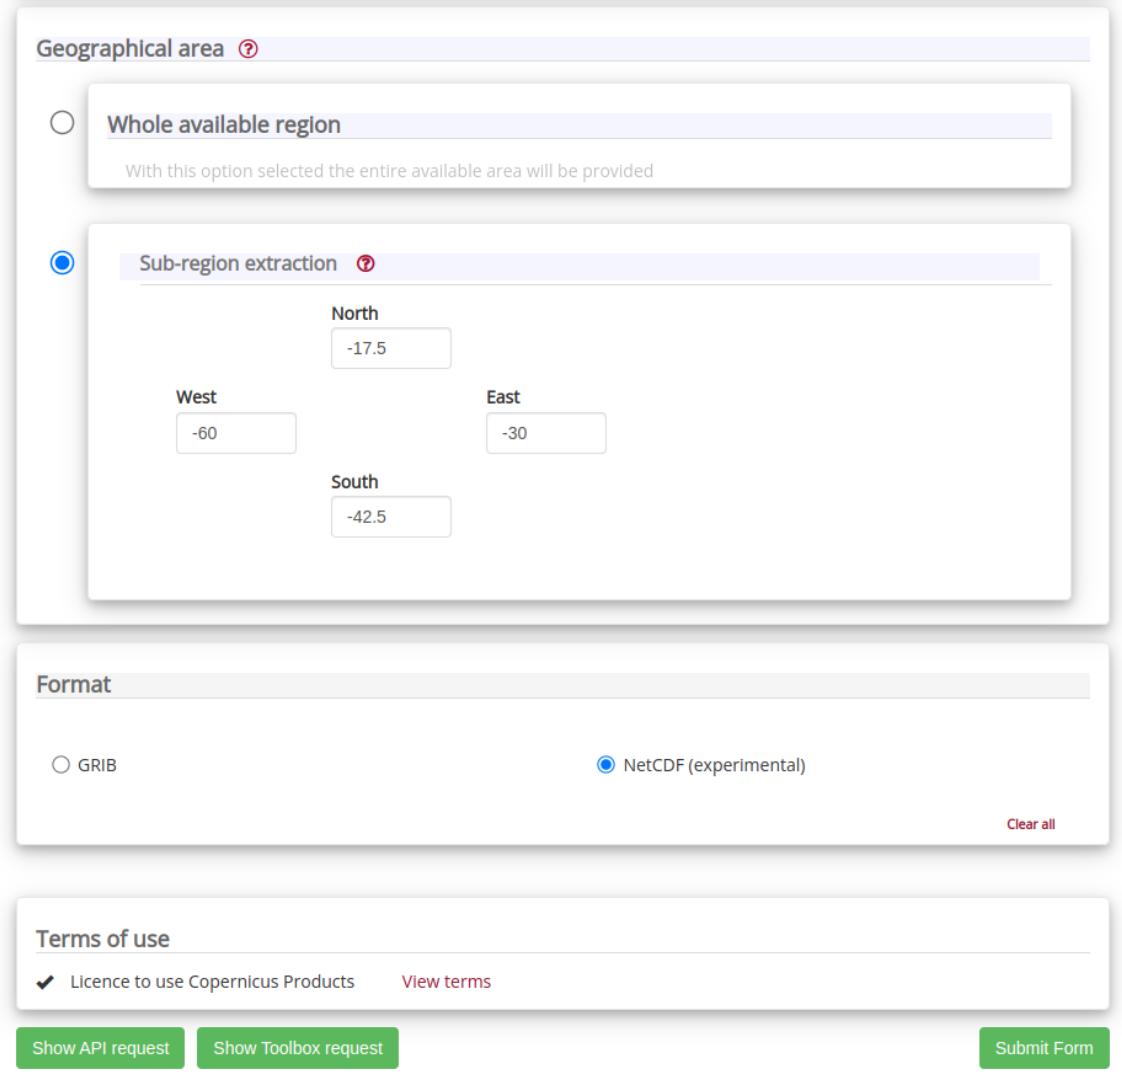 Geographical area ?
Whole available region
With this option selected the entire available area will be provided
Sub-region extraction ?
North
-17.5
West East
-60 -30
South
-42.5
Format
GRIB NetCDF (experimental)
Clear all
Terms of use
Licence to use Copernicus Products View terms
Show API request Show Toolbox request Submit Form